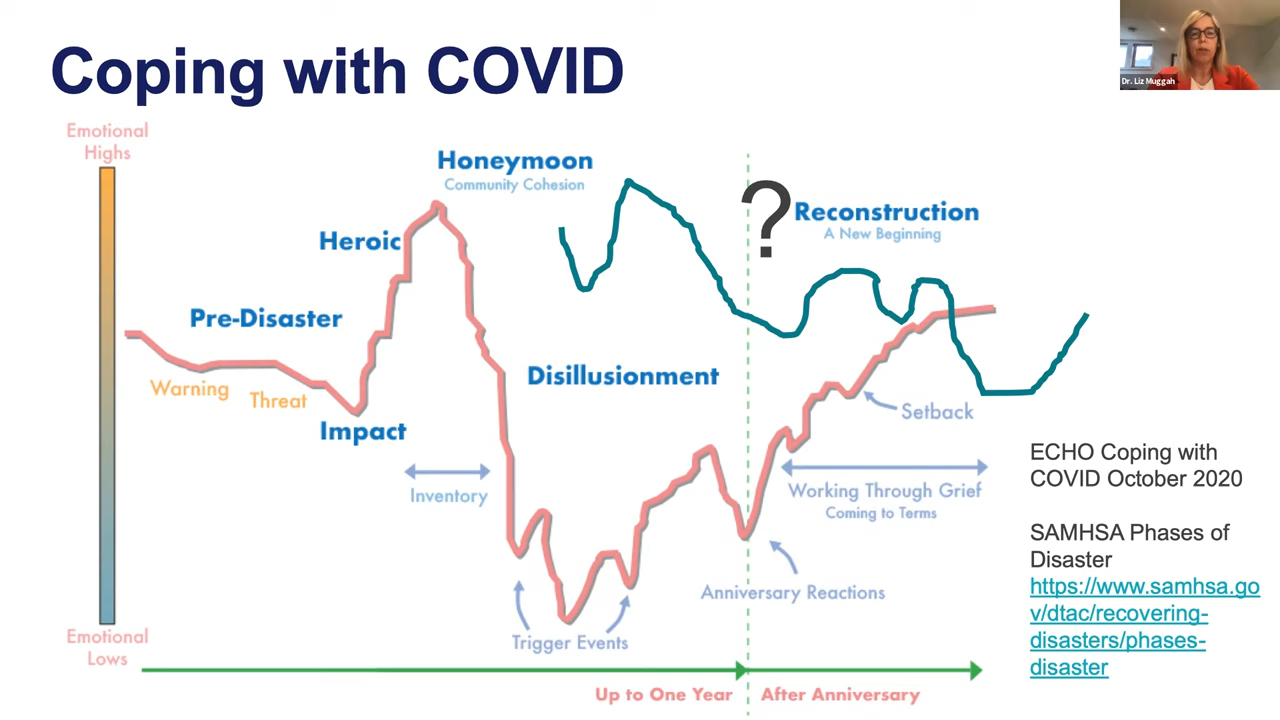 Coping with COVID
Dr. Liz Muggah
Emotional
Highs
Honeymoon
Community Cohesion
?
Reconstruction
A New Beginning
Heroic
Pre-Disaster
Warning
Threat
Impact
Disillusionment
Setback
Inventory
Working Through Grief
Coming to Terms
Anniversary Reactions
Trigger Events
Emotional
Lows
Up to One Year
After Anniversary
ECHO Coping with
COVID October 2020
SAMHSA Phases of
Disaster
https://www.samhsa.go
v/dtac/recovering-
disasters/phases-
disaster